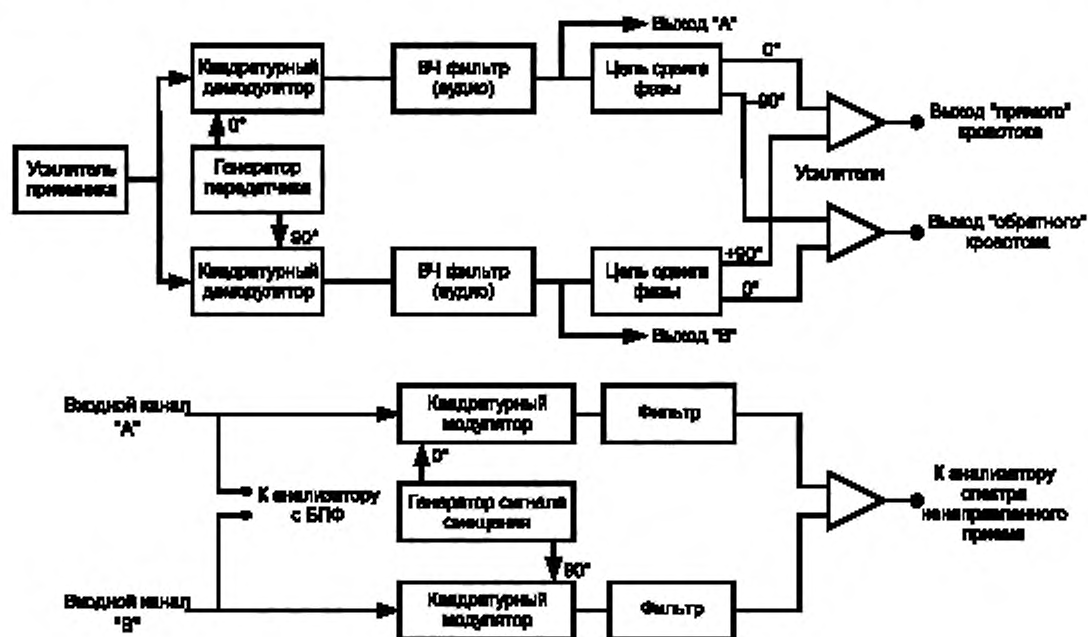 Выход "А"
Квадратурный
демодулятор
ВЧ фильтр
(аудио)
Цепь сдвига
фазы
0°
–90°
Выход "прямого"
кровотока
0°
Усилитель
приемника
Генератор
передатчика
Усилители
90°
Выход "обратного"
кровотока
Квадратурный
демодулятор
ВЧ фильтр
(аудио)
Цепь сдвига
фазы
+90°
0°
Выход "В"
Входной канал
"А"
Квадратурный
модулятор
Фильтр
0°
К анализатору
с БПФ
Генератор сигнала
смещения
К анализатору
спектра
ненаправленного
приема
90°
Входной канал
"В"
Квадратурный
модулятор
Фильтр